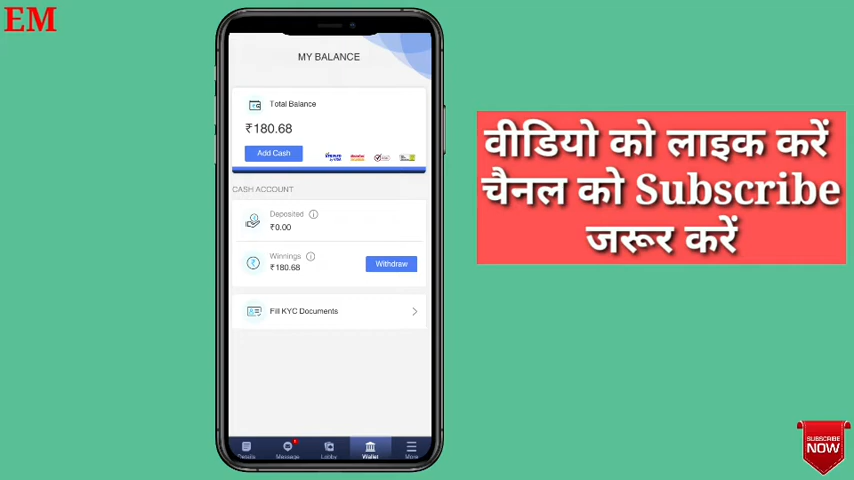 EM
MY BALANCE
Total Balance
₹180.68
Add Cash
CASH ACCOUNT
Deposited
₹0.00
Winnings
₹180.68
Withdraw
Fill KYC Documents
Details
Message
Lobby
Wallet
More
वीडियो को लाइक करें
चैनल को Subscribe
जरूर करें
SUBSCRIBE
NOW